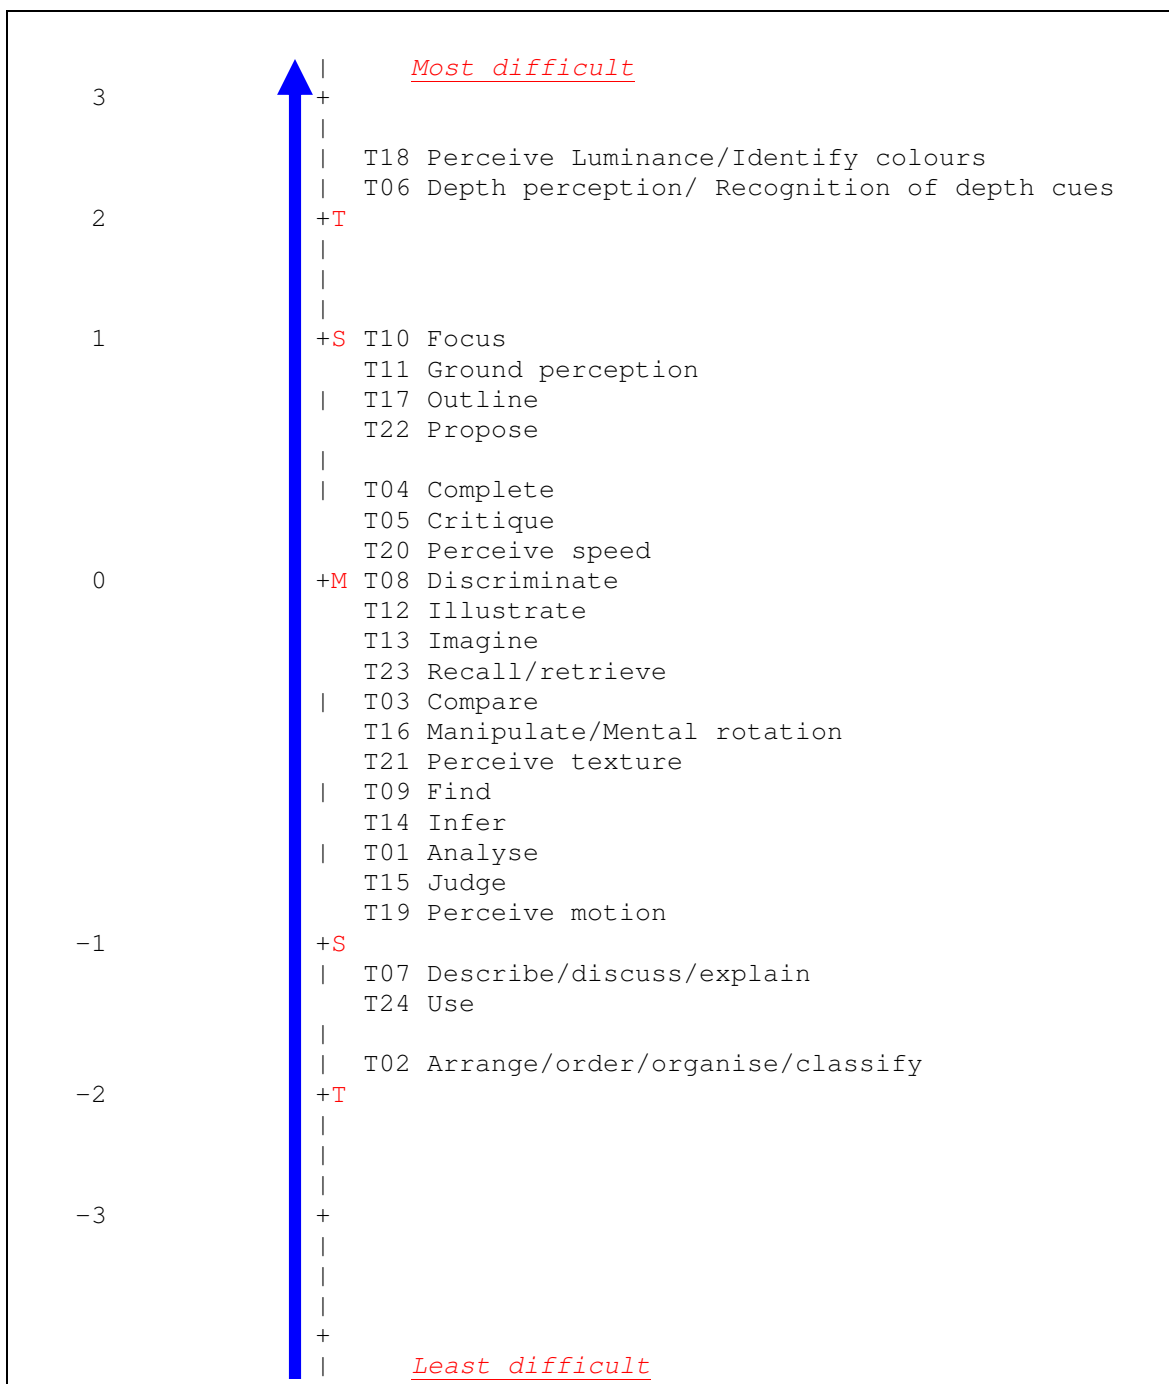 | Most difficult
3 +
|
| T18 Perceive Luminance/Identify colours
| T06 Depth perception/ Recognition of depth cues
2 +T
|
|
|
1 +S T10 Focus
T11 Ground perception
| T17 Outline
T22 Propose
|
| T04 Complete
T05 Critique
T20 Perceive speed
0 +M T08 Discriminate
T12 Illustrate
T13 Imagine
T23 Recall/retrieve
| T03 Compare
T16 Manipulate/Mental rotation
T21 Perceive texture
| T09 Find
T14 Infer
| T01 Analyse
T15 Judge
T19 Perceive motion
-1 +S
| T07 Describe/discuss/explain
T24 Use
|
| T02 Arrange/order/organise/classify
-2 +T
|
|
|
-3 +
|
|
|
+
| Least difficult